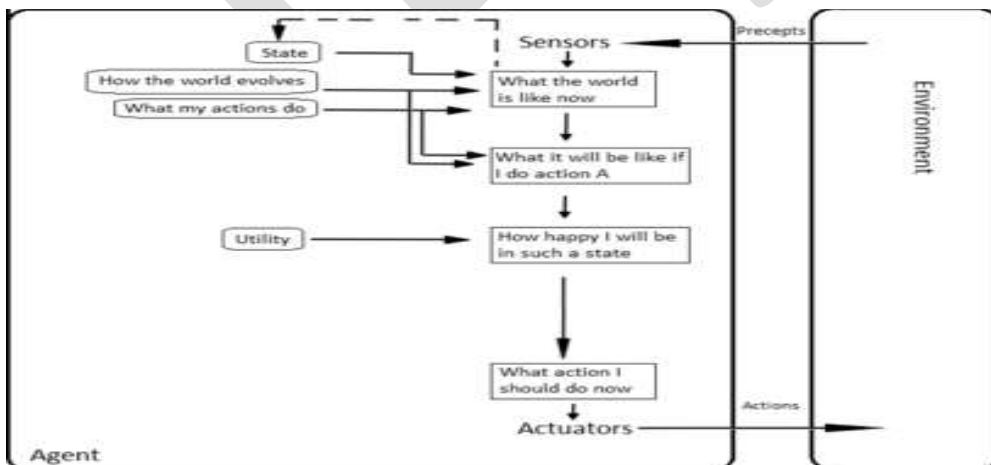 Sensors
Precepts
State
How the world evolves
What my actions do
What the world
is like now
What it will be like if
I do action A
Utility
How happy I will be
in such a state
What action I
should do now
Actuators
Actions
Agent
Environment